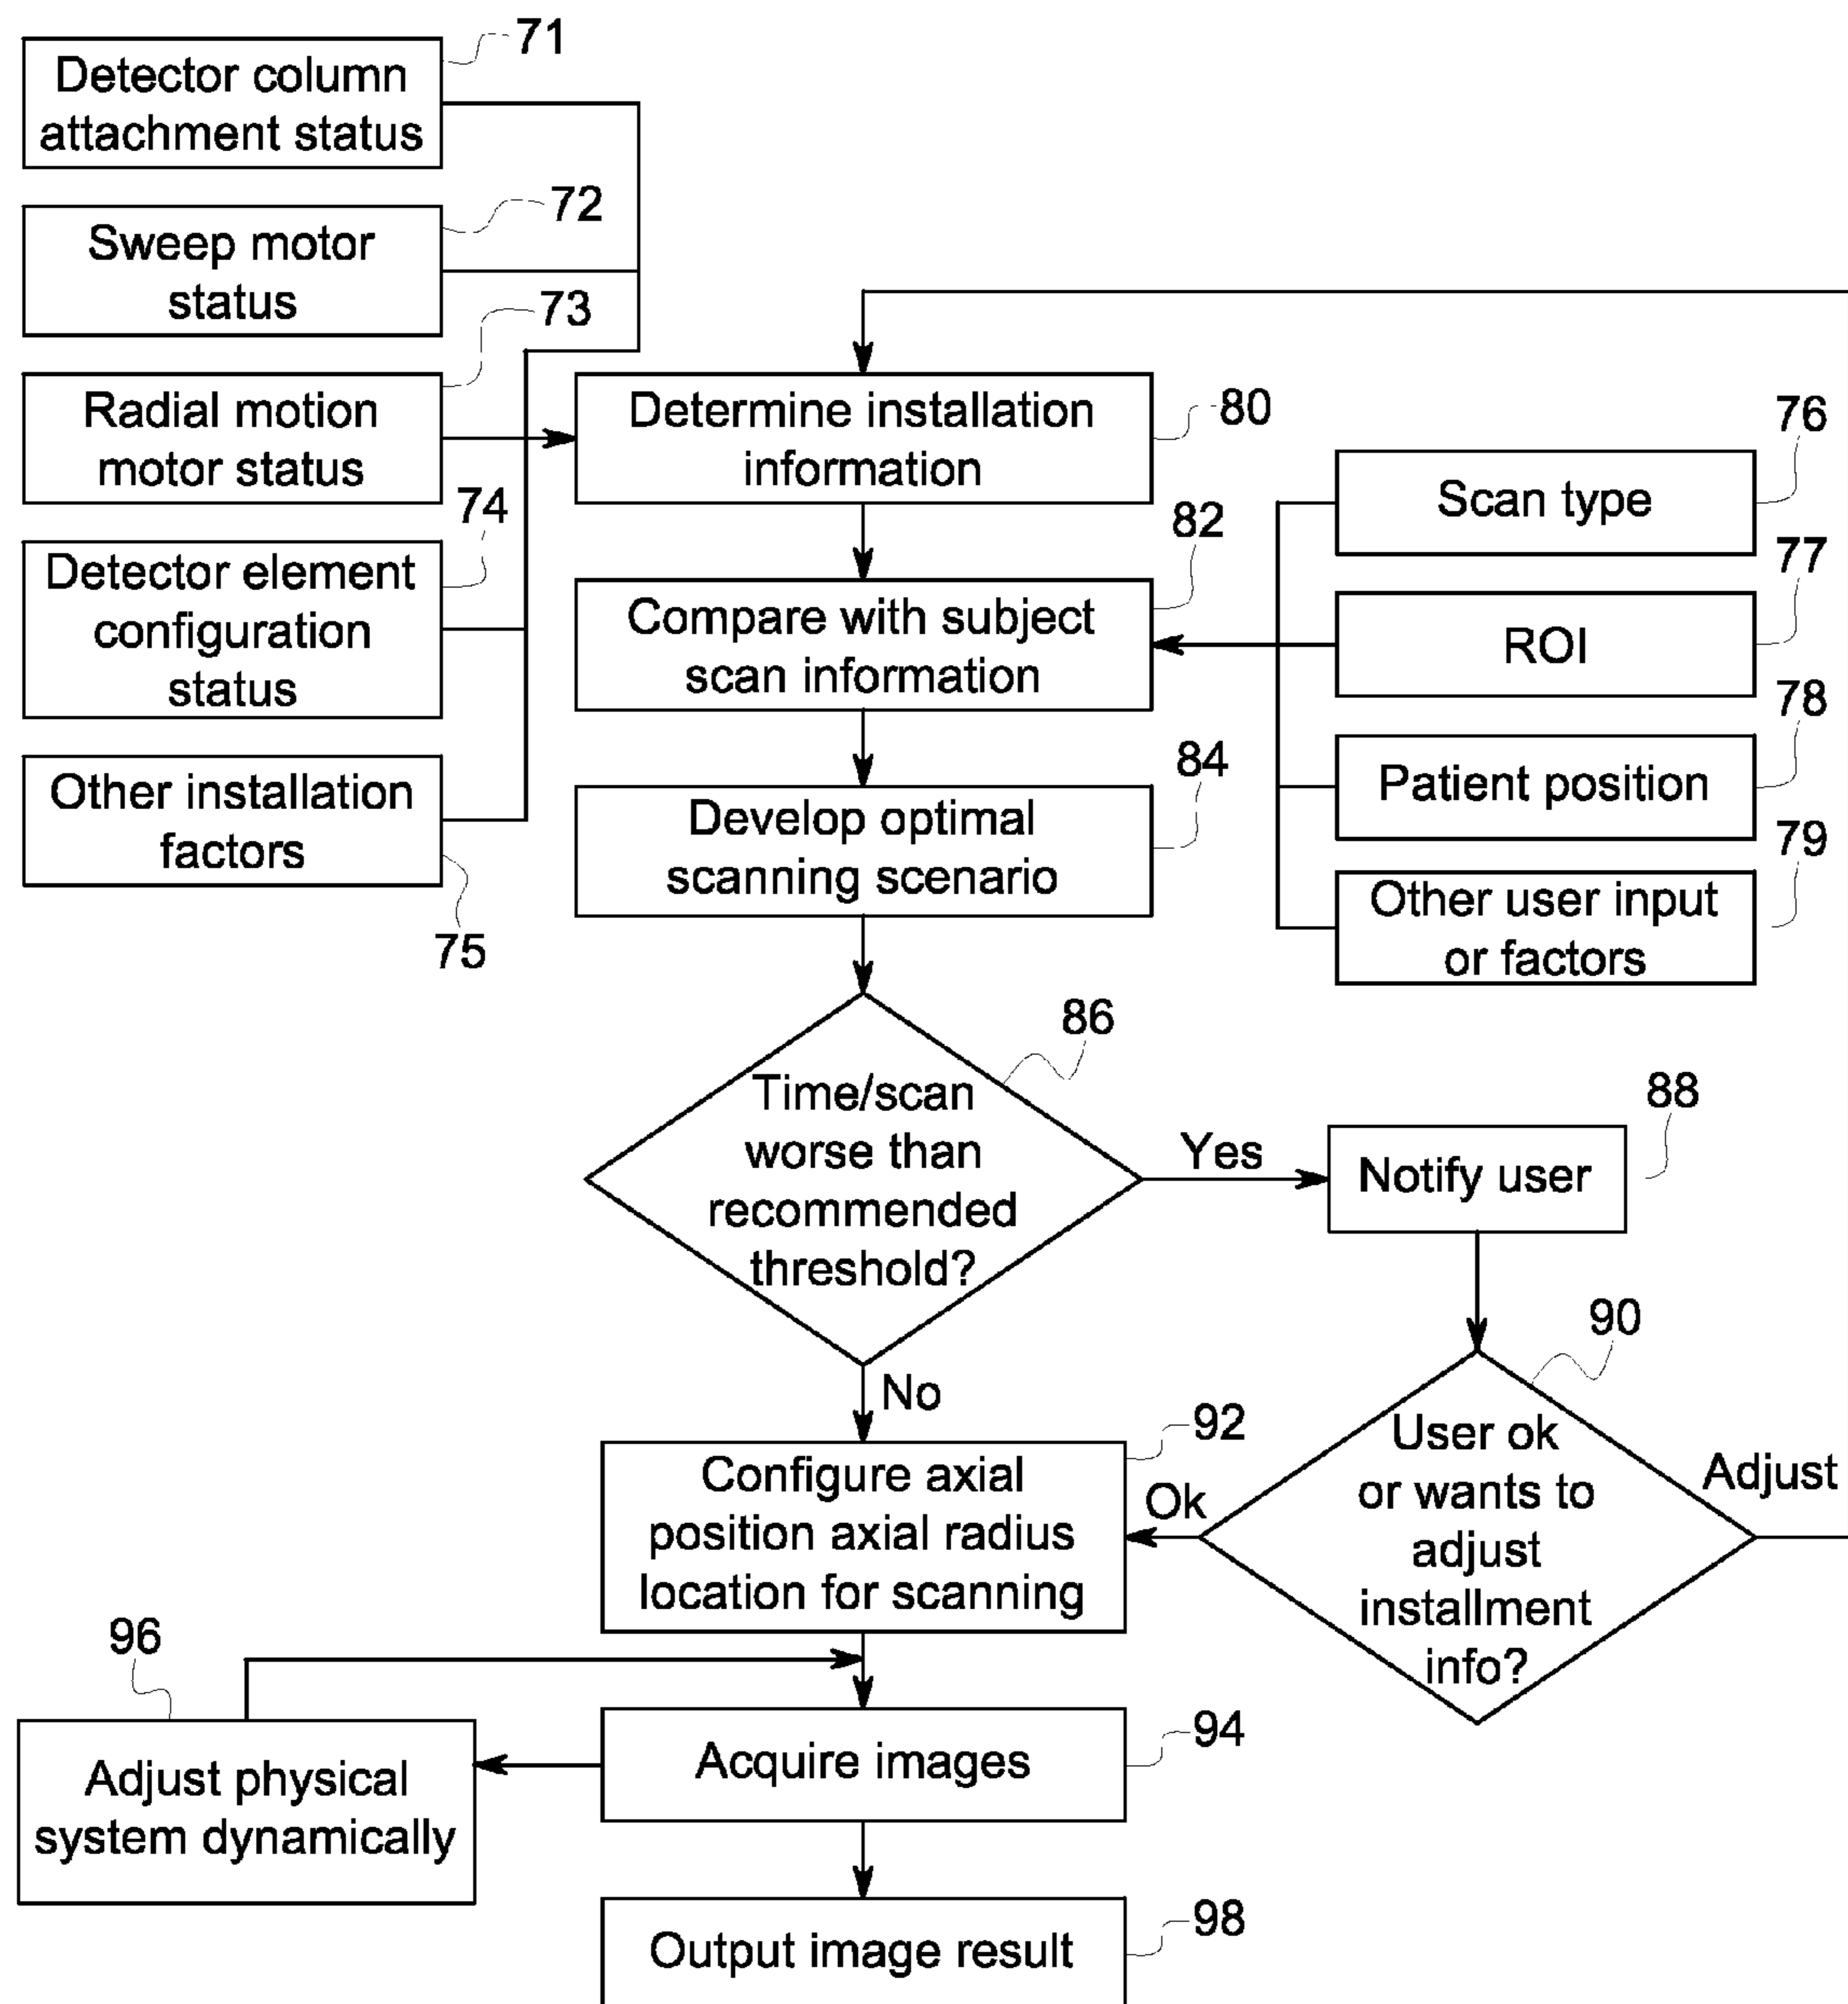 Detector column
attachment status
71
Sweep motor
status
72
Radial motion
motor status
73
Detector element
configuration
status
74
Other installation
factors
75
Determine installation
information
80
Compare with subject
scan information
82
Scan type
76
ROI
77
Patient position
78
Other user input
or factors
79
Develop optimal
scanning scenario
84
Time/scan
worse than
recommended
threshold?
86
Yes
No
Notify user
88
User ok
or wants to
adjust
installment
info?
90
Ok
Adjust
Configure axial
position axial radius
location for scanning
92
Acquire images
94
Adjust physical
system dynamically
96
Output image result
98